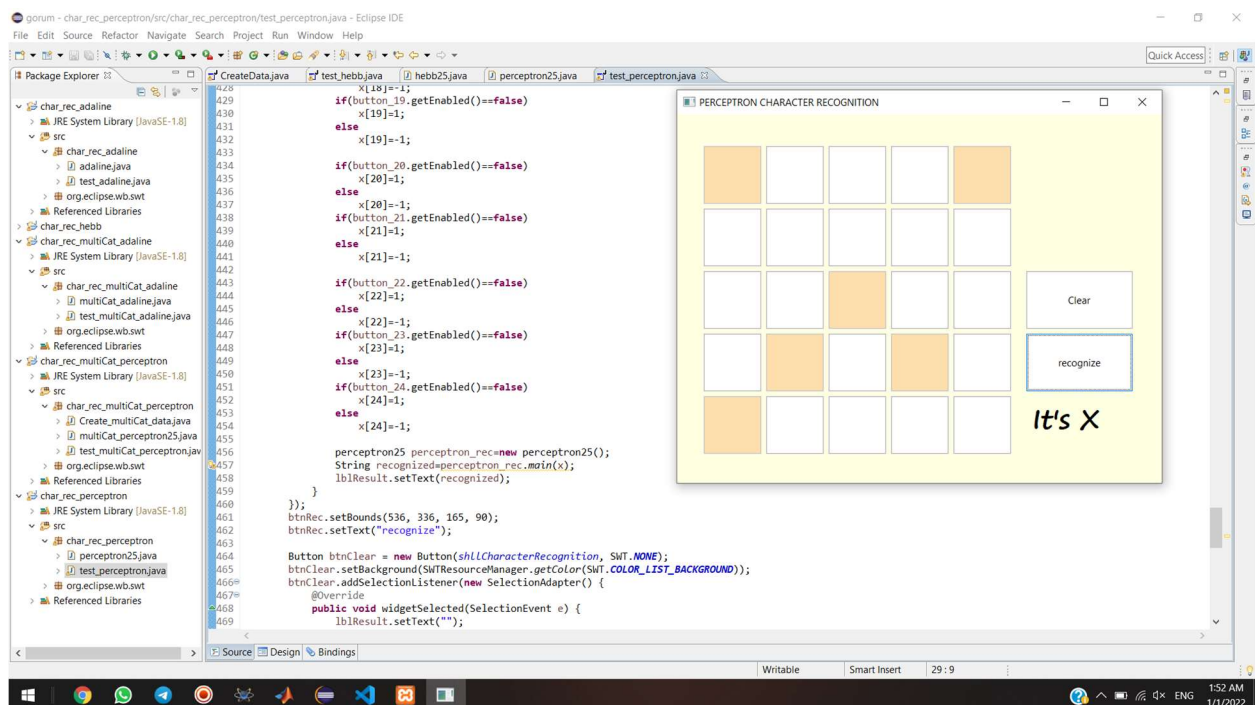 gorum - char_rec_perceptron/src/char_rec_perceptron/test_perceptron.java - Eclipse IDE
File Edit Source Refactor Navigate Search Project Run Window Help
Quick Access
Package Explorer
char_rec_adaline
JRE System Library [JavaSE-1.8]
src
char_rec_adaline
adaline.java
test_adaline.java
org.eclipse.wb.swt
Referenced Libraries
char_rec_hebb
char_rec_multiCat_adaline
JRE System Library [JavaSE-1.8]
src
char_rec_multiCat_adaline
multiCat_adaline.java
test_multiCat_adaline.java
org.eclipse.wb.swt
Referenced Libraries
char_rec_multiCat_perceptron
JRE System Library [JavaSE-1.8]
src
char_rec_multiCat_perceptron
Create_multiCat_data.java
multiCat_perceptron25.java
test_multiCat_perceptron.jav
org.eclipse.wb.swt
Referenced Libraries
char_rec_perceptron
JRE System Library [JavaSE-1.8]
src
char_rec_perceptron
perceptron25.java
test_perceptron.java
org.eclipse.wb.swt
Referenced Libraries
CreateData.java test_hebb.java hebb25.java perceptron25.java test_perceptron.java
428 x[18]=-1;
429 if(button_19.getEnabled()==false)
430 x[19]=1;
431 else
432 x[19]=-1;
433
434 if(button_20.getEnabled()==false)
435 x[20]=1;
436 else
437 x[20]=-1;
438 if(button_21.getEnabled()==false)
439 x[21]=1;
440 else
441 x[21]=-1;
442
443 if(button_22.getEnabled()==false)
444 x[22]=1;
445 else
446 x[22]=-1;
447 if(button_23.getEnabled()==false)
448 x[23]=1;
449 else
450 x[23]=-1;
451 if(button_24.getEnabled()==false)
452 x[24]=1;
453 else
454 x[24]=-1;
455
456 perceptron25 perceptron_rec=new perceptron25();
457 String recognized=perceptron_rec.main(x);
458 lblResult.setText(recognized);
459 }
460 });
461 btnRec.setBounds(536, 336, 165, 90);
462 btnRec.setText("recognize");
463
464 Button btnClear = new Button(shllCharacterRecognition, SWT.NONE);
465 btnClear.setBackground(SWTResourceManager.getColor(SWT.COLOR_LIST_BACKGROUND));
466 btnClear.addSelectionListener(new SelectionAdapter() {
467 @Override
468 public void widgetSelected(SelectionEvent e) {
469 lblResult.setText("");
PERCEPTRON CHARACTER RECOGNITION
Clear
recognize
It's X
Source Design Bindings
Writable Smart Insert 29 : 9
ENG 1:52 AM
1/1/2022